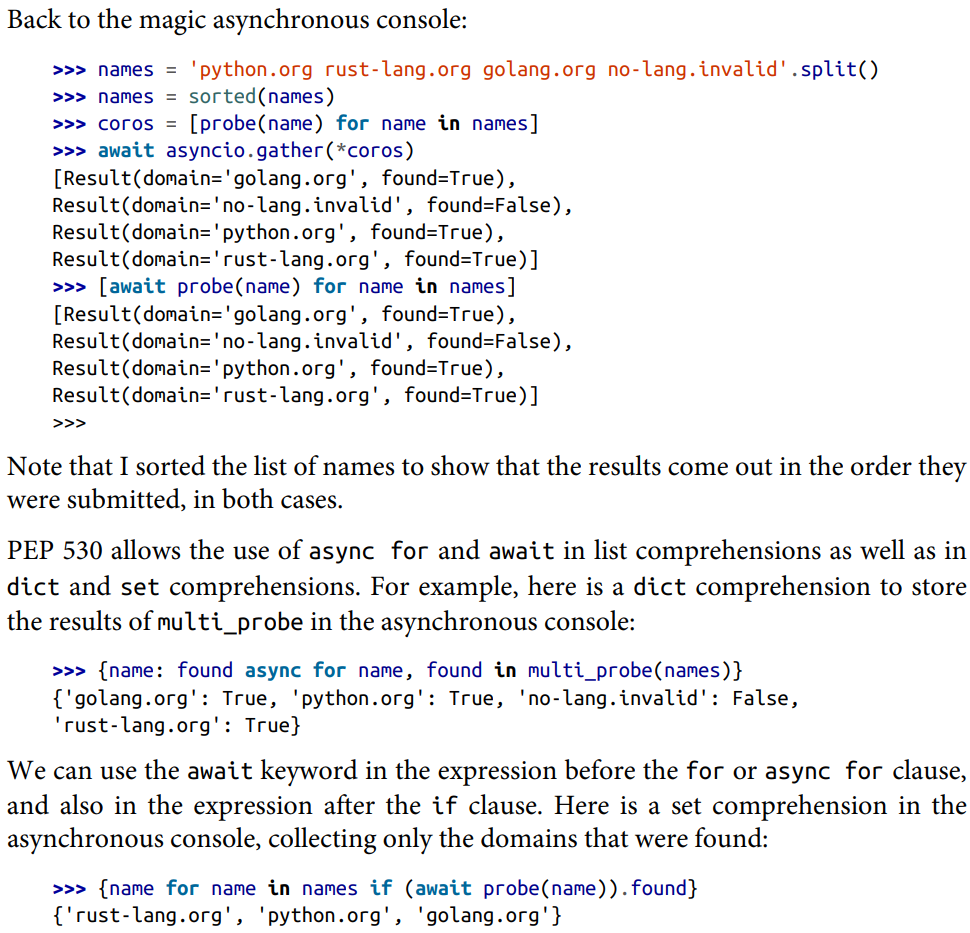 Back to the magic asynchronous console:
>>> names = 'python.org rust-lang.org golang.org no-lang.invalid'.split()
>>> names = sorted(names)
>>> coros = [probe(name) for name in names]
>>> await asyncio.gather(*coros)
[Result(domain='golang.org', found=True),
Result(domain='no-lang.invalid', found=False),
Result(domain='python.org', found=True),
Result(domain='rust-lang.org', found=True)]
>>> [await probe(name) for name in names]
[Result(domain='golang.org', found=True),
Result(domain='no-lang.invalid', found=False),
Result(domain='python.org', found=True),
Result(domain='rust-lang.org', found=True)]
>>>
Note that I sorted the list of names to show that the results come out in the order they
were submitted, in both cases.
PEP 530 allows the use of async for and await in list comprehensions as well as in
dict and set comprehensions. For example, here is a dict comprehension to store
the results of multi_probe in the asynchronous console:
>>> {name: found async for name, found in multi_probe(names)}
{'golang.org': True, 'python.org': True, 'no-lang.invalid': False,
'rust-lang.org': True}
We can use the await keyword in the expression before the for or async for clause,
and also in the expression after the if clause. Here is a set comprehension in the
asynchronous console, collecting only the domains that were found:
>>> {name for name in names if (await probe(name)).found}
{'rust-lang.org', 'python.org', 'golang.org'}